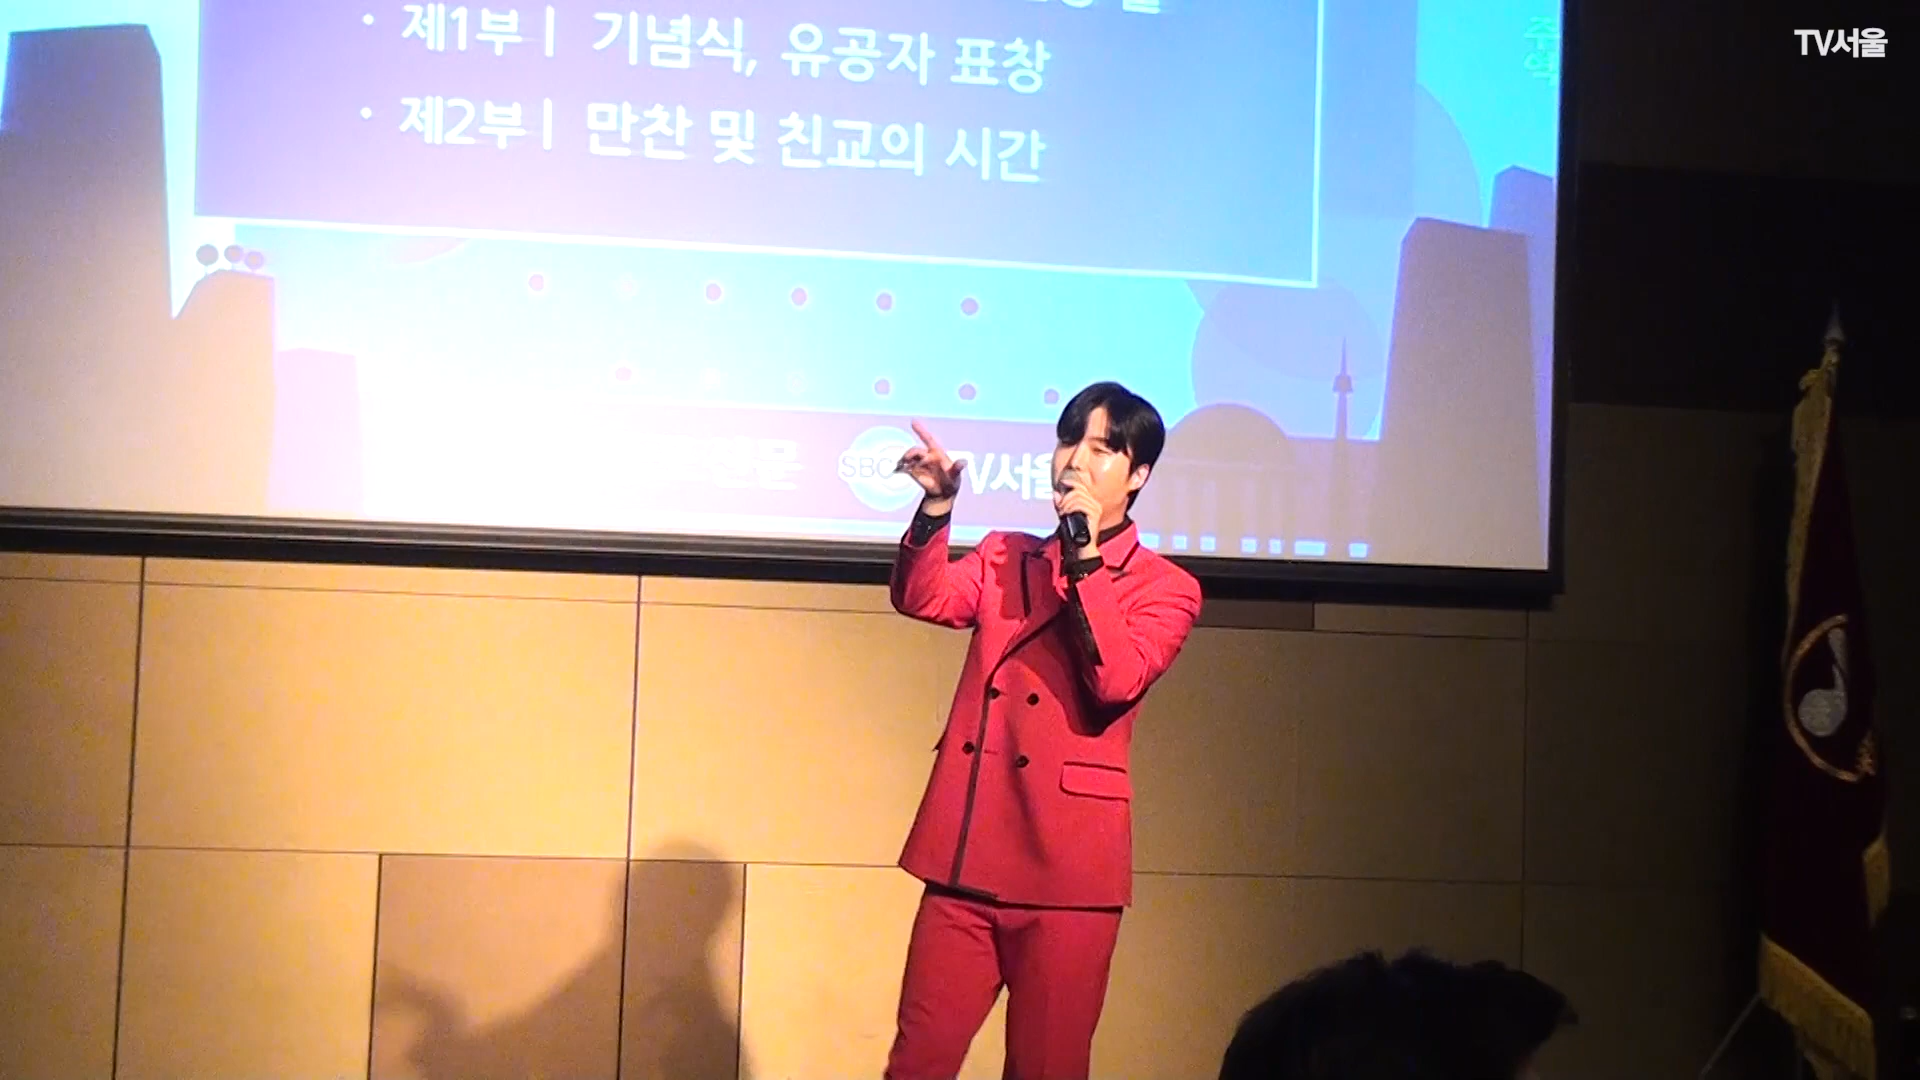 · 제1부 | 기념식, 유공자 표창
TV서울
· 제2부 | 만찬 및 친교의 시간
SBC TV서울